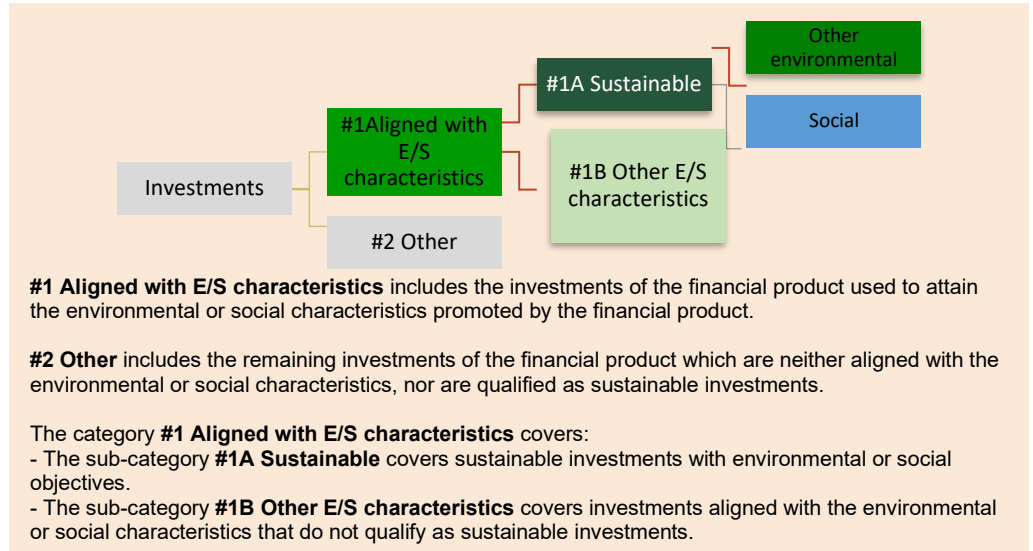 Other
environmental
#1A Sustainable
#1Aligned with
E/S
characteristics
Social
#1B Other E/S
characteristics
Investments
#2 Other
#1 Aligned with E/S characteristics includes the investments of the financial product used to attain
the environmental or social characteristics promoted by the financial product.
#2 Other includes the remaining investments of the financial product which are neither aligned with the
environmental or social characteristics, nor are qualified as sustainable investments.
The category #1 Aligned with E/S characteristics covers:
- The sub-category #1A Sustainable covers sustainable investments with environmental or social
objectives.
- The sub-category #1B Other E/S characteristics covers investments aligned with the environmental
or social characteristics that do not qualify as sustainable investments.